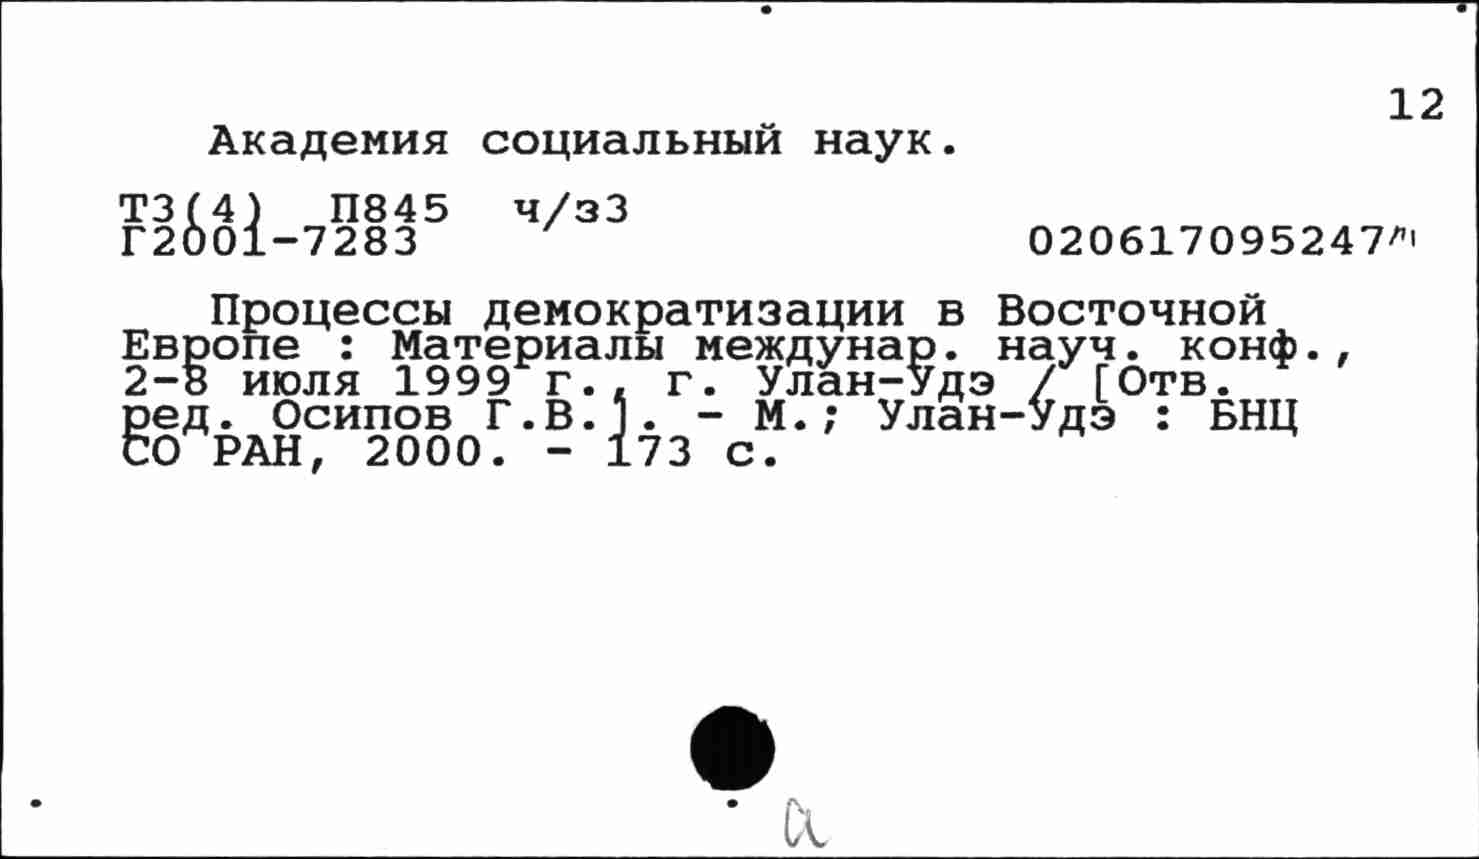 12
Академия социальный наук.
Т3(4) П845 ч/з3
Г2001-7283 020617095247
Процессы демократизации в Восточной
Европе : Материалы междунар. науч. конф.,
2-8 июля 1999 г., г. Улан-Удэ / [Отв.
ред. Осипов Г.В.]. - М.; Улан-Удэ : БНЦ
СО РАН, 2000. - 173 с.
a